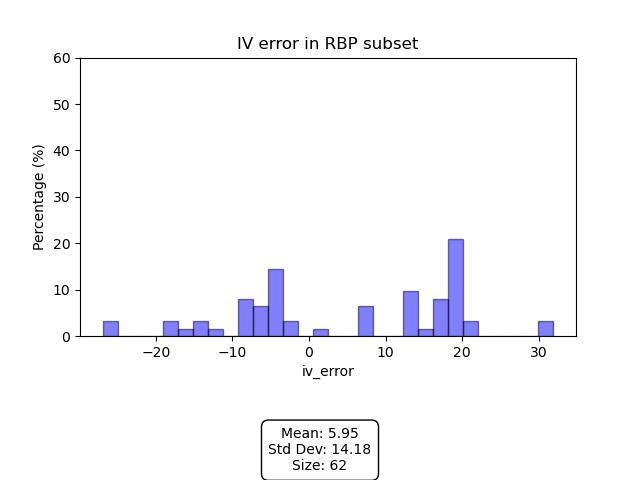 IV error in RBP subset
Percentage (%)
60
50
40
30
20
10
0
−20
−10
0
10
20
30
iv_error
Mean: 5.95
Std Dev: 14.18
Size: 62